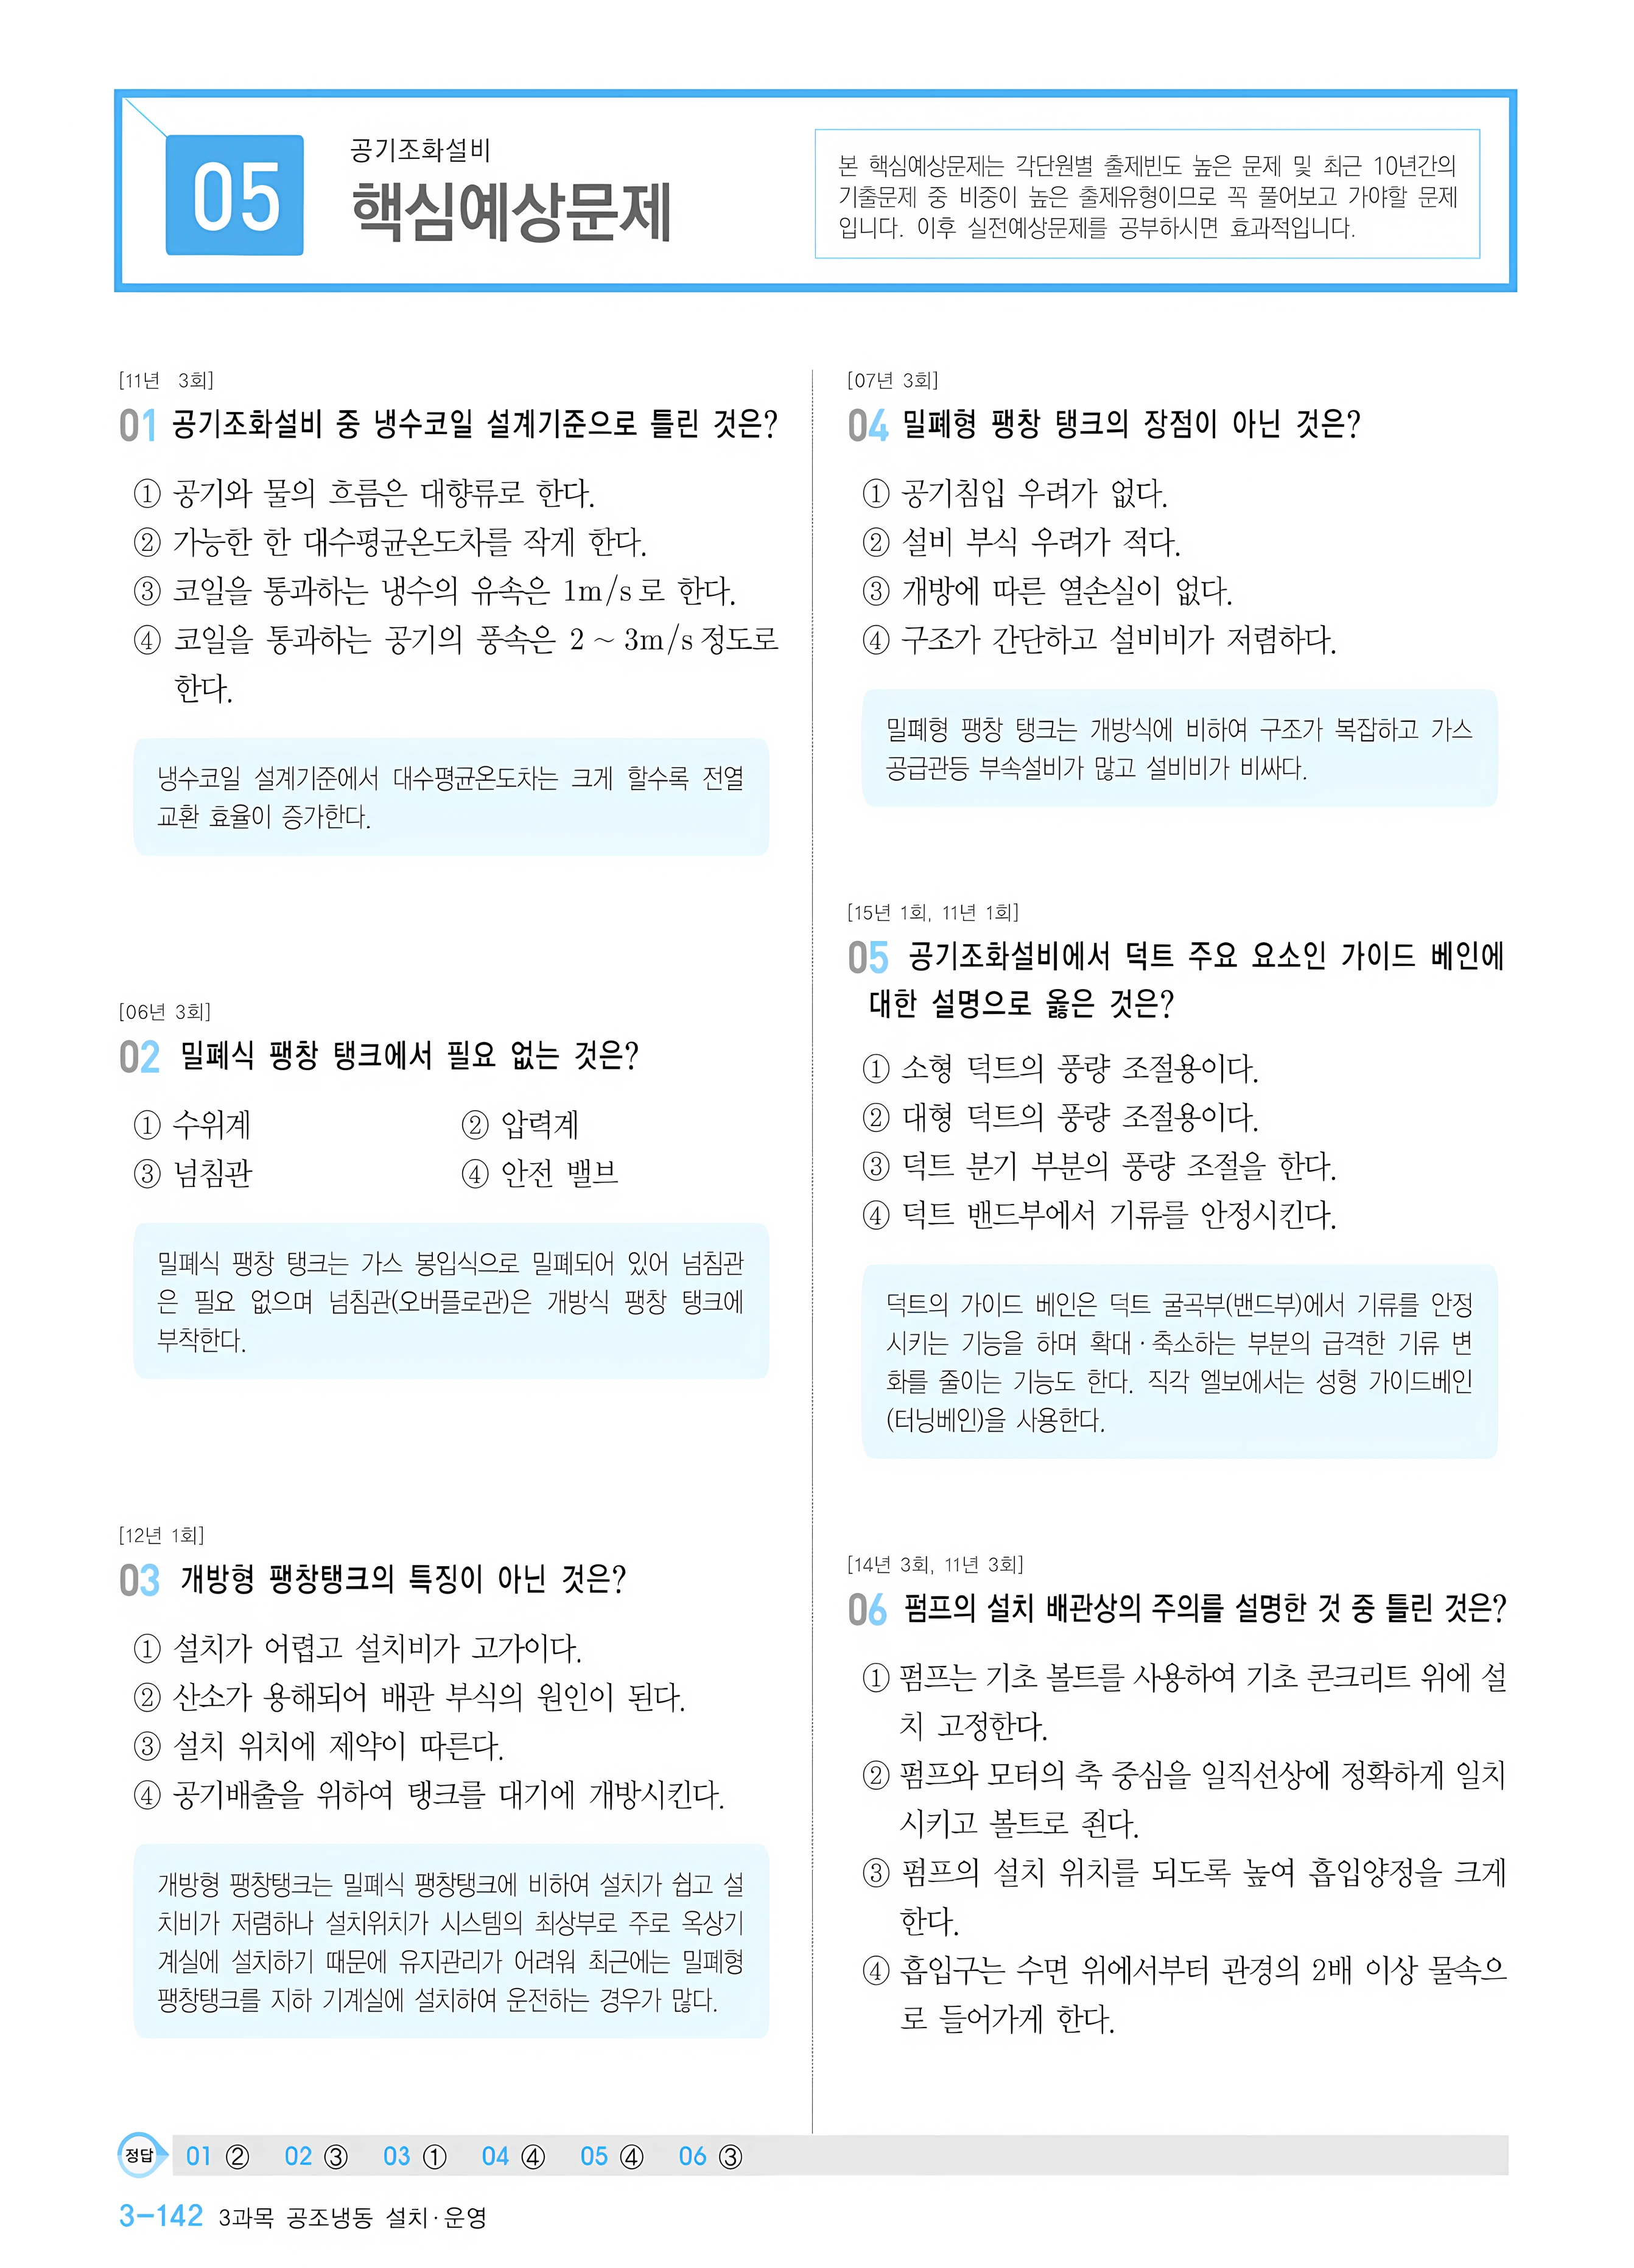 05
공기조화설비
핵심예상문제
본 핵심예상문제는 각단원별 출제빈도 높은 문제 및 최근 10년간의
기출문제 중 비중이 높은 출제유형이므로 꼭 풀어보고 가야할 문제
입니다. 이후 실전예상문제를 공부하시면 효과적입니다.
[11년 3회]
01 공기조화설비 중 냉수코일 설계기준으로 틀린 것은?
① 공기와 물의 흐름은 대향류로 한다.
② 가능한 한 대수평균온도차를 작게 한다.
③ 코일을 통과하는 냉수의 유속은 1m/s로 한다.
④ 코일을 통과하는 공기의 풍속은 2 ~ 3m/s 정도로
한다.
냉수코일 설계기준에서 대수평균온도차는 크게 할수록 전열
교환 효율이 증가한다.
[06년 3회]
02 밀폐식 팽창 탱크에서 필요 없는 것은?
① 수위계 ② 압력계
③ 넘침관 ④ 안전 밸브
밀폐식 팽창 탱크는 가스 봉입식으로 밀폐되어 있어 넘침관
은 필요 없으며 넘침관(오버플로관)은 개방식 팽창 탱크에
부착한다.
[12년 1회]
03 개방형 팽창탱크의 특징이 아닌 것은?
① 설치가 어렵고 설치비가 고가이다.
② 산소가 용해되어 배관 부식의 원인이 된다.
③ 설치 위치에 제약이 따른다.
④ 공기배출을 위하여 탱크를 대기에 개방시킨다.
개방형 팽창탱크는 밀폐식 팽창탱크에 비하여 설치가 쉽고 설
치비가 저렴하나 설치위치가 시스템의 최상부로 주로 옥상기
계실에 설치하기 때문에 유지관리가 어려워 최근에는 밀폐형
팽창탱크를 지하 기계실에 설치하여 운전하는 경우가 많다.
[07년 3회]
04 밀폐형 팽창 탱크의 장점이 아닌 것은?
① 공기침입 우려가 없다.
② 설비 부식 우려가 적다.
③ 개방에 따른 열손실이 없다.
④ 구조가 간단하고 설비비가 저렴하다.
밀폐형 팽창 탱크는 개방식에 비하여 구조가 복잡하고 가스
공급관등 부속설비가 많고 설비비가 비싸다.
[15년 1회, 11년 1회]
05 공기조화설비에서 덕트 주요 요소인 가이드 베인에
대한 설명으로 옳은 것은?
① 소형 덕트의 풍량 조절용이다.
② 대형 덕트의 풍량 조절용이다.
③ 덕트 분기 부분의 풍량 조절을 한다.
④ 덕트 밴드부에서 기류를 안정시킨다.
덕트의 가이드 베인은 덕트 굴곡부(밴드부)에서 기류를 안정
시키는 기능을 하며 확대·축소하는 부분의 급격한 기류 변
화를 줄이는 기능도 한다. 직각 엘보에서는 성형 가이드베인
(터닝베인)을 사용한다.
[14년 3회, 11년 3회]
06 펌프의 설치 배관상의 주의를 설명한 것 중 틀린 것은?
① 펌프는 기초 볼트를 사용하여 기초 콘크리트 위에 설
치 고정한다.
② 펌프와 모터의 축 중심을 일직선상에 정확하게 일치
시키고 볼트로 죈다.
③ 펌프의 설치 위치를 되도록 높여 흡입양정을 크게
한다.
④ 흡입구는 수면 위에서부터 관경의 2배 이상 물속으
로 들어가게 한다.
정답 01 ② 02 ③ 03 ① 04 ④ 05 ④ 06 ③
3-142 3과목 공조냉동 설치·운영